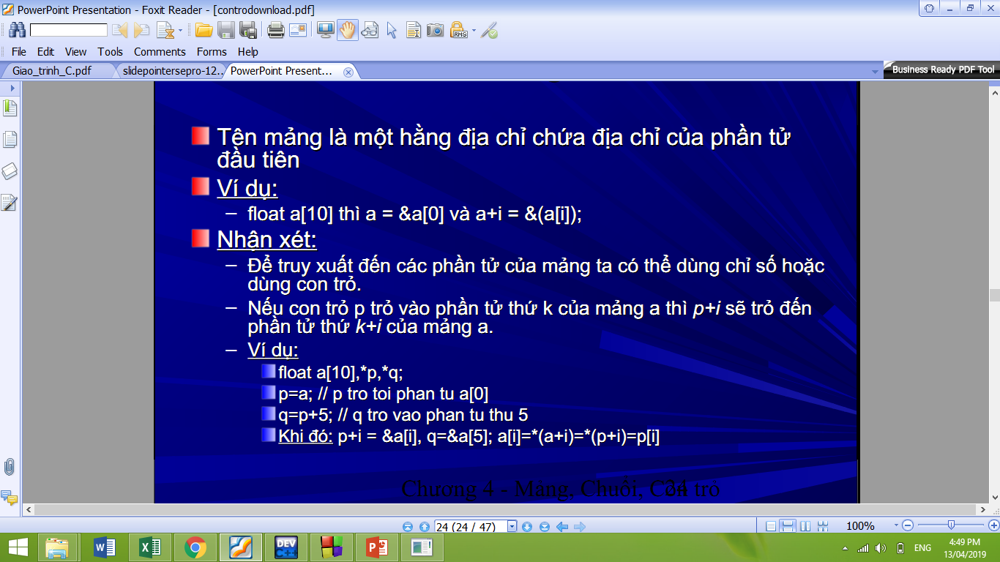 PowerPoint Presentation - Foxit Reader - [controdownload.pdf]
File Edit View Tools Comments Forms Help
Giao_trinh_C.pdf slidepointersepro-12... PowerPoint Present... Business Ready PDF Tool
Tên mảng là một hằng địa chỉ chứa địa chỉ của phần tử
đầu tiên
Ví dụ:
– float a[10] thì a = &a[0] và a+i = &(a[i]);
Nhận xét:
– Để truy xuất đến các phần tử của mảng ta có thể dùng chỉ số hoặc
dùng con trỏ.
– Nếu con trỏ p trỏ vào phần tử thứ k của mảng a thì p+i sẽ trỏ đến
phần tử thứ k+i của mảng a.
– Ví dụ:
float a[10],*p,*q;
p=a; // p tro toi phan tu a[0]
q=p+5; // q tro vao phan tu thu 5
Khi đó: p+i = &a[i], q=&a[5]; a[i]=*(a+i)=*(p+i)=p[i]
Chương 4 - Mảng, Chuỗi, Con trỏ
24 (24 / 47) 100%
ENG 4:49 PM
13/04/2019